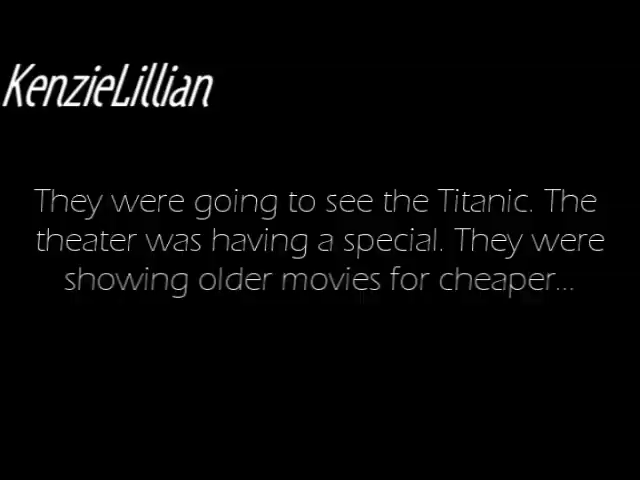 KenzieLillian
They were going to see the Titanic. The
theater was having a special. They were
showing older movies for cheaper...